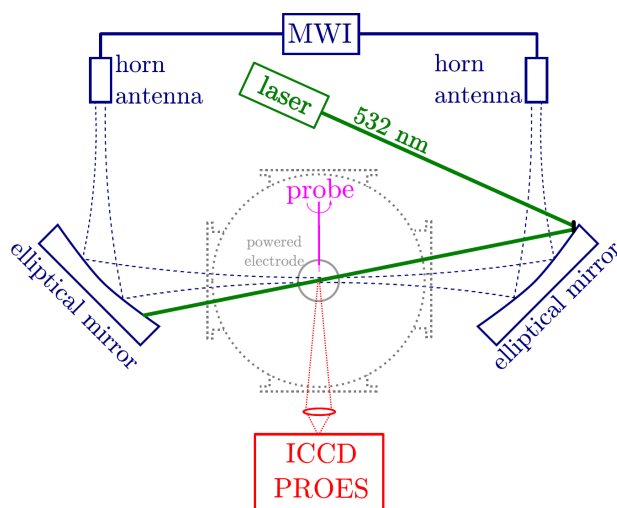 MWI
horn
antenna
horn
antenna
laser
532 nm
probe
powered
electrode
elliptical mirror
elliptical mirror
ICCD
PROES